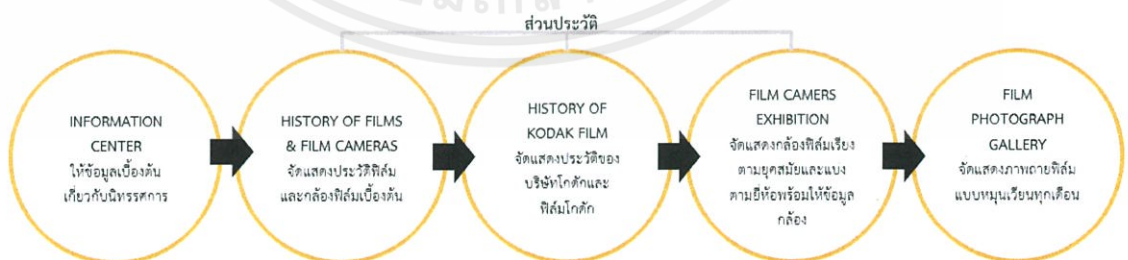 ส่วนประวัติ
INFORMATION
CENTER
ให้ข้อมูลเบื้องต้น
เกี่ยวกับนิทรรศการ
HISTORY OF FILMS
& FILM CAMERAS
จัดแสดงประวัติฟิล์ม
และกล้องฟิล์มเบื้องต้น
HISTORY OF
KODAK FILM
จัดแสดงประวัติของ
บริษัทโกดักและ
ฟิล์มโกดัก
FILM CAMERS
EXHIBITION
จัดแสดงกล้องฟิล์มเรียง
ตามยุคสมัยและแบ่ง
ตามยี่ห้อพร้อมให้ข้อมูล
กล้อง
FILM
PHOTOGRAPH
GALLERY
จัดแสดงภาพถ่ายฟิล์ม
แบบหมุนเวียนทุกเดือน